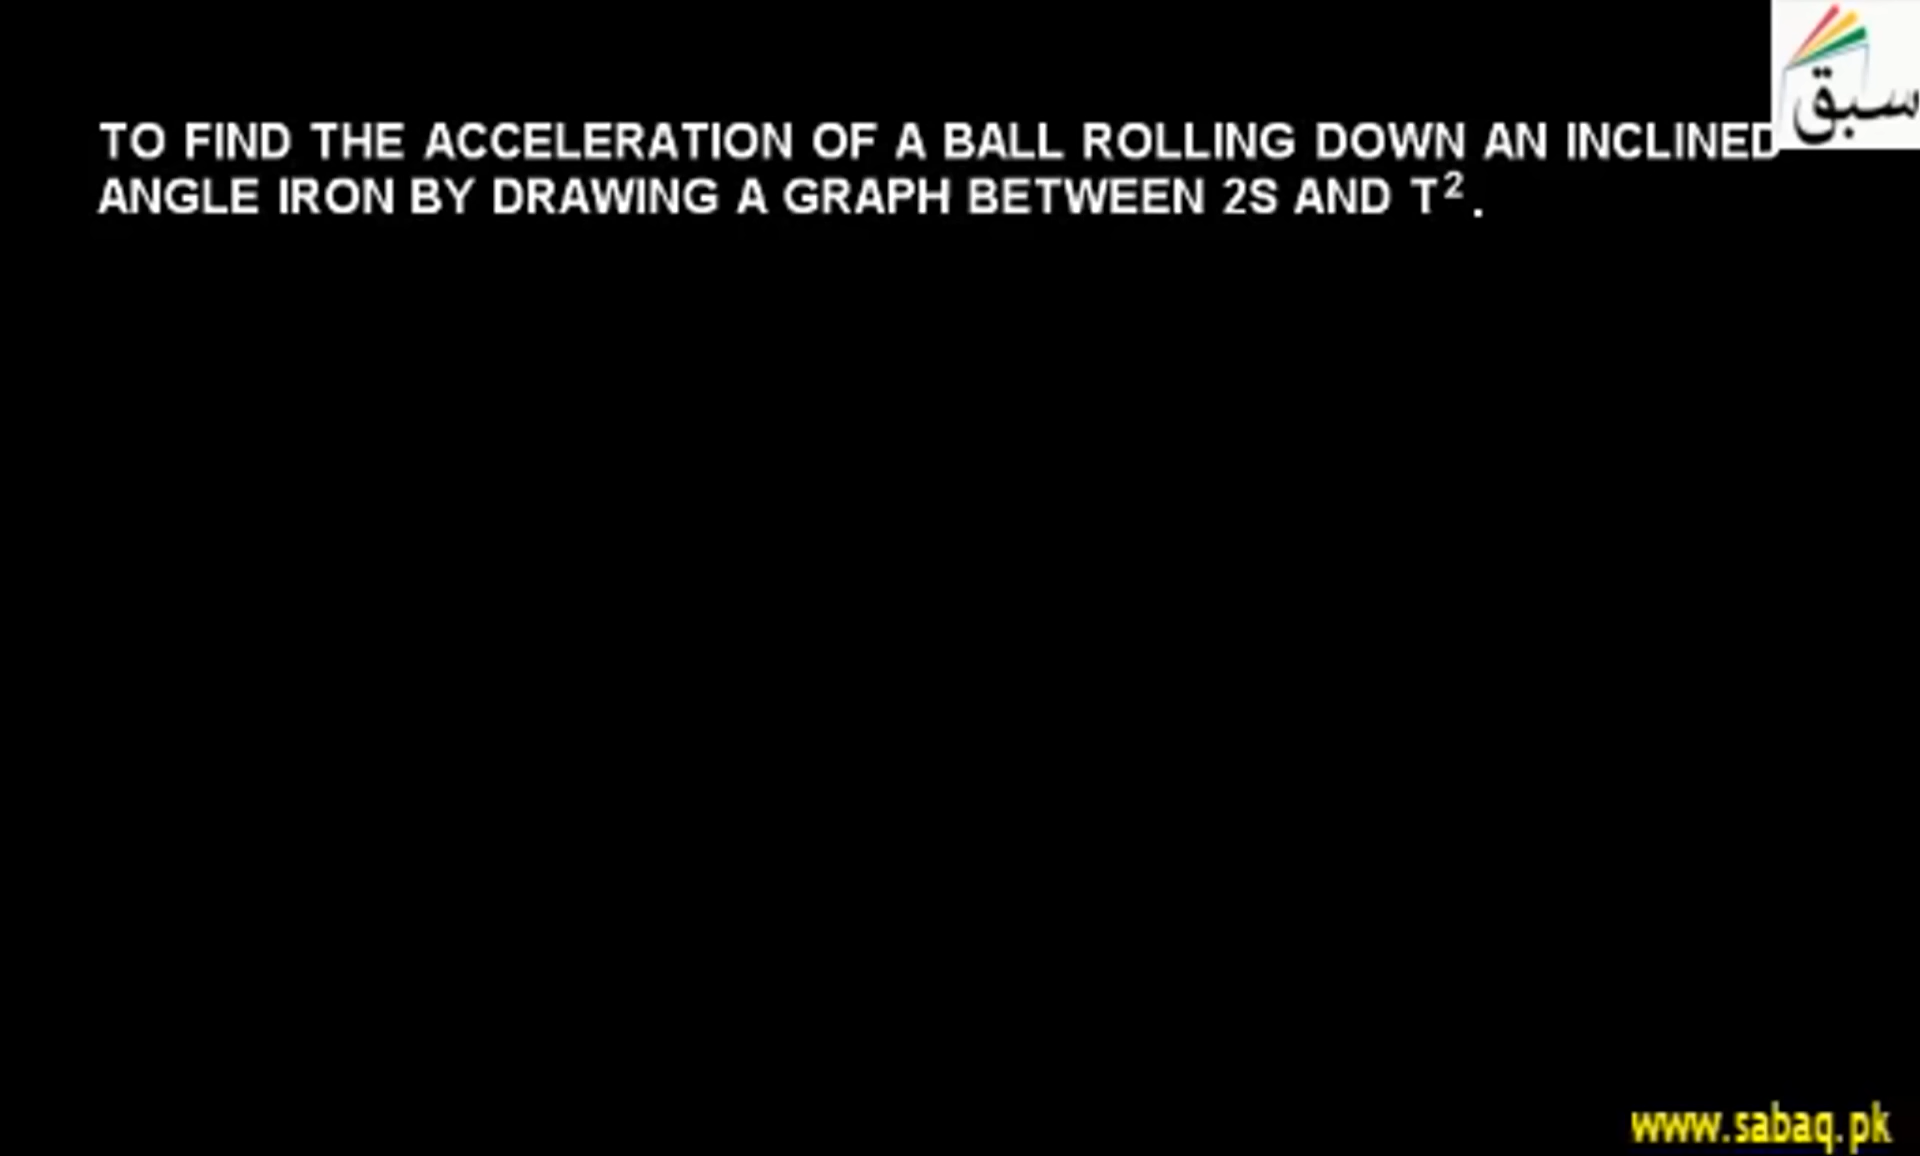 سبق
TO FIND THE ACCELERATION OF A BALL ROLLING DOWN AN INCLINED
ANGLE IRON BY DRAWING A GRAPH BETWEEN 2S AND T².
www.sabaq.pk